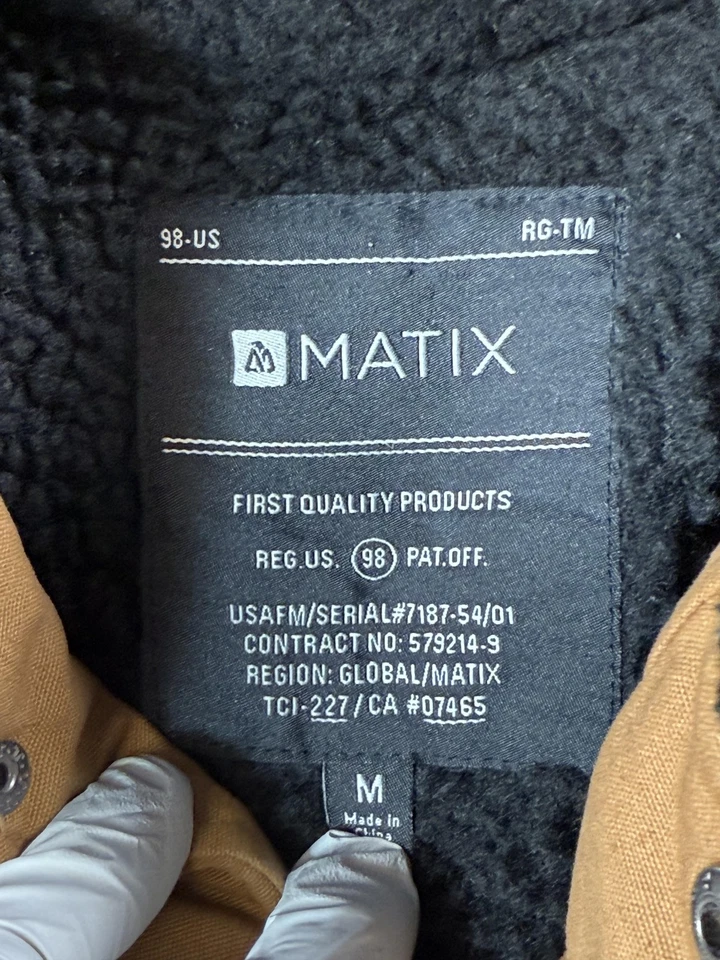 98-US RG-TM
MATIX
FIRST QUALITY PRODUCTS
REG.US. 98 PAT.OFF.
USAFM/SERIAL#7187-54/01
CONTRACT NO: 579214-9
REGION: GLOBAL/MATIX
TCI-227/CA #07465
M
Made in
China